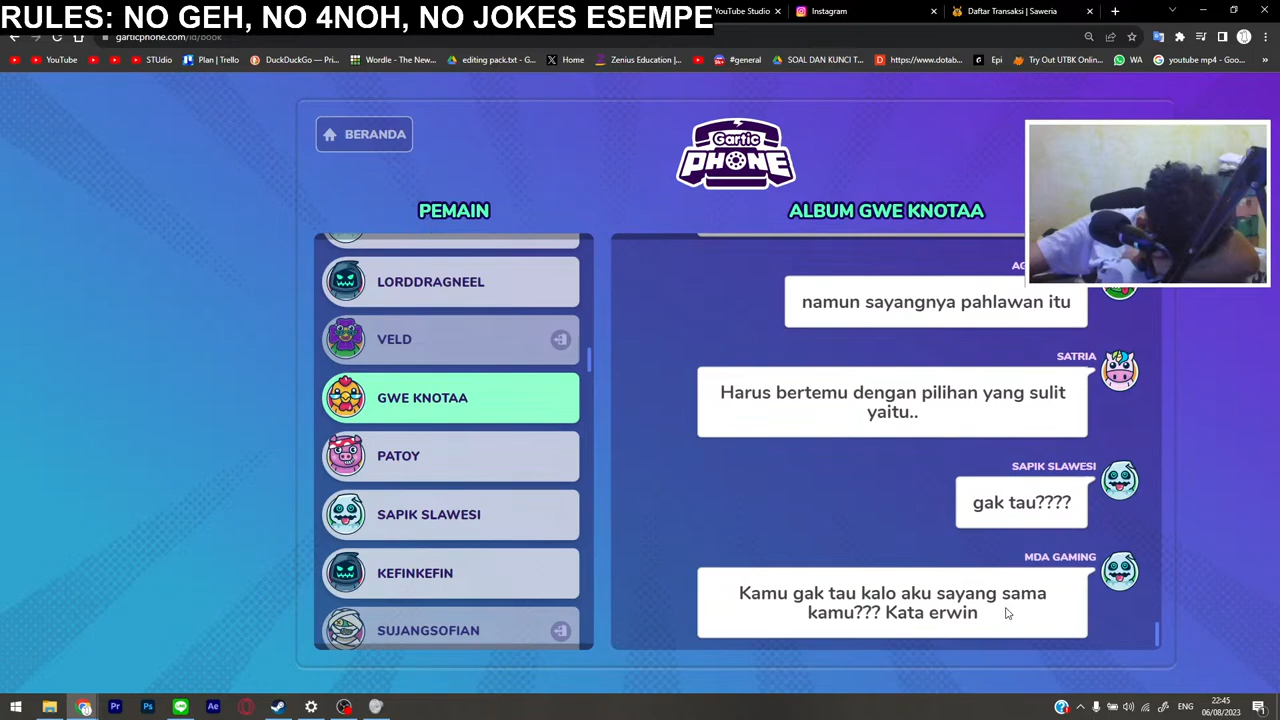 RULES: NO GEH, NO 4NOH, NO JOKES ESEMPE
YouTube Studio
Instagram
Daftar Transaksi | Saweria
garticphone.com/id/book
YouTube
STUdio
Plan | Trello
DuckDuckGo — Pri...
Wordle - The New...
editing pack.txt - G...
Home
Zenius Education |...
#general
SOAL DAN KUNCI T...
https://www.dotab...
Epi
Try Out UTBK Onlin...
WA
youtube mp4 - Goo...
BERANDA
Gartic
PHONE
PEMAIN
ALBUM GWE KNOTAA
LORDDRAGNEEL
VELD
GWE KNOTAA
PATOY
SAPIK SLAWESI
KEFINKEFIN
SUJANGSOFIAN
namun sayangnya pahlawan itu
SATRIA
Harus bertemu dengan pilihan yang sulit
yaitu..
SAPIK SLAWESI
gak tau????
MDA GAMING
Kamu gak tau kalo aku sayang sama
kamu??? Kata erwin
22:45
06/08/2023